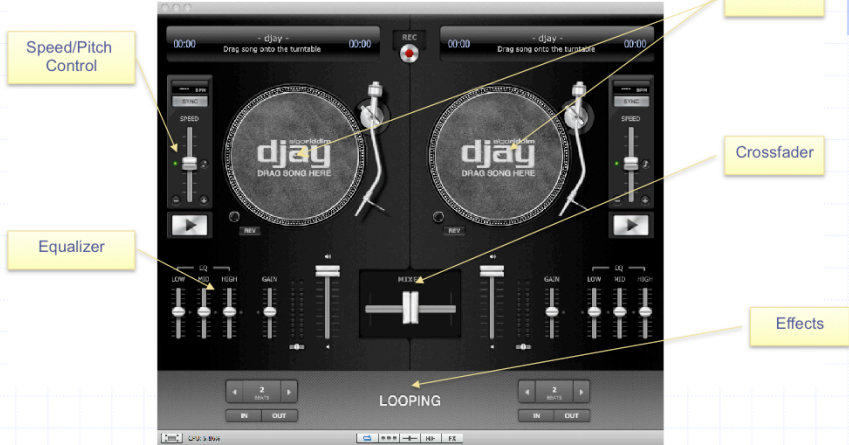 REC
- djay -
00:00
Drag song onto the turntable
00:00
- djay -
00:00
Drag song onto the turntable
00:00
Speed/Pitch
Control
BPM
SYNC
SPEED
algoriddim
djay
DRAG SONG HERE
REV
algoriddim
djay
DRAG SONG HERE
REV
BPM
SYNC
SPEED
Crossfader
Equalizer
EQ
LOW MID HIGH
GAIN
MIXER
GAIN
EQ
LOW MID HIGH
Effects
2
BEATS
IN OUT
LOOPING
2
BEATS
IN OUT
FX